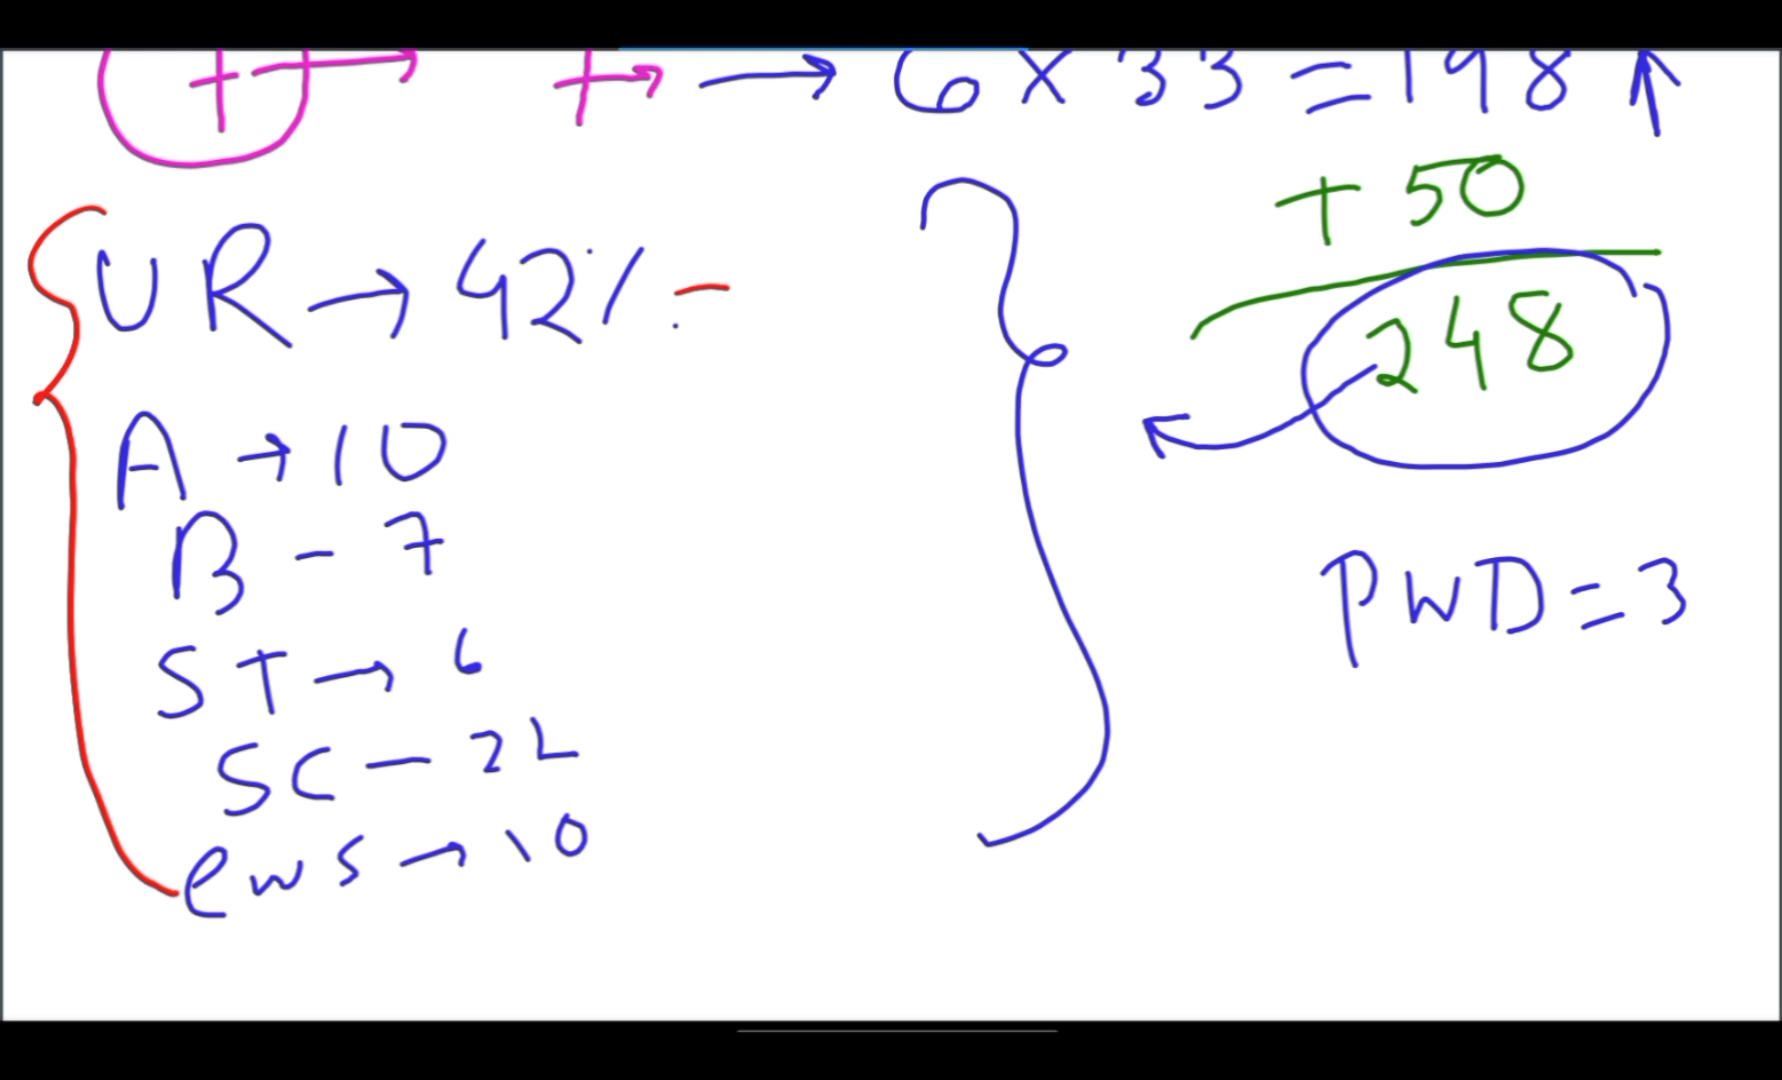 + → + → 6 × 33 = 198 ↑
+ 50
UR → 42%
248
A → 10
B - 7
PWD = 3
ST → 6
SC - 22
ews → 10